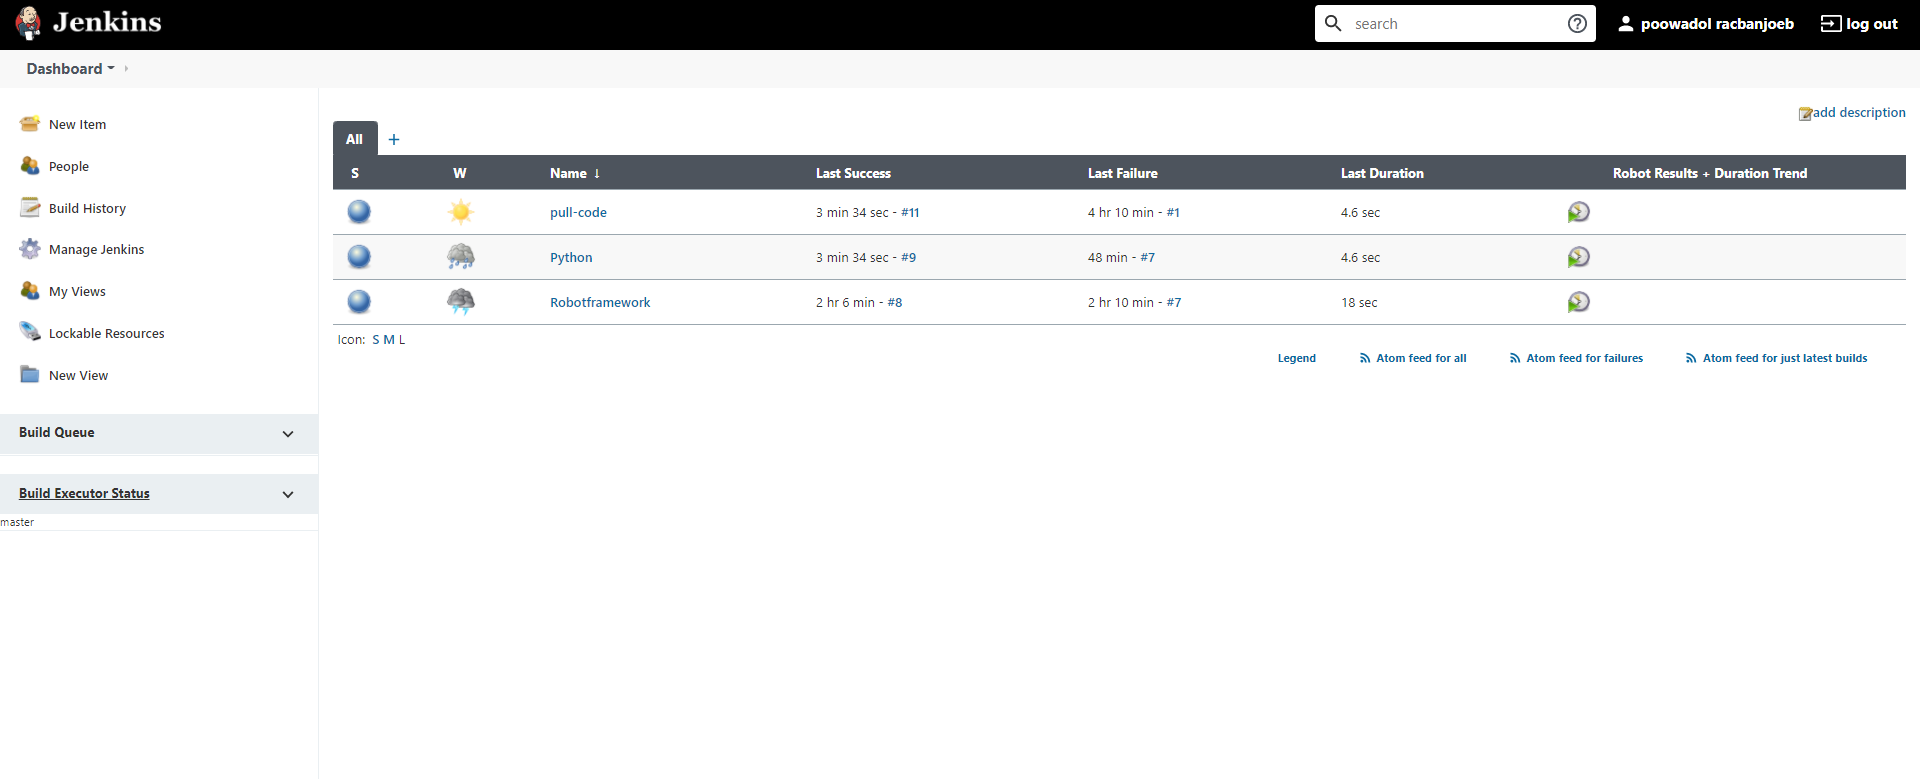 Jenkins
search
poowadol racbanjoeb
log out
Dashboard
New Item
People
Build History
Manage Jenkins
My Views
Lockable Resources
New View
Build Queue
Build Executor Status
master
add description
All +
S W Name ↓ Last Success Last Failure Last Duration Robot Results + Duration Trend
pull-code 3 min 34 sec - #11 4 hr 10 min - #1 4.6 sec
Python 3 min 34 sec - #9 48 min - #7 4.6 sec
Robotframework 2 hr 6 min - #8 2 hr 10 min - #7 18 sec
Icon: S M L
Legend Atom feed for all Atom feed for failures Atom feed for just latest builds